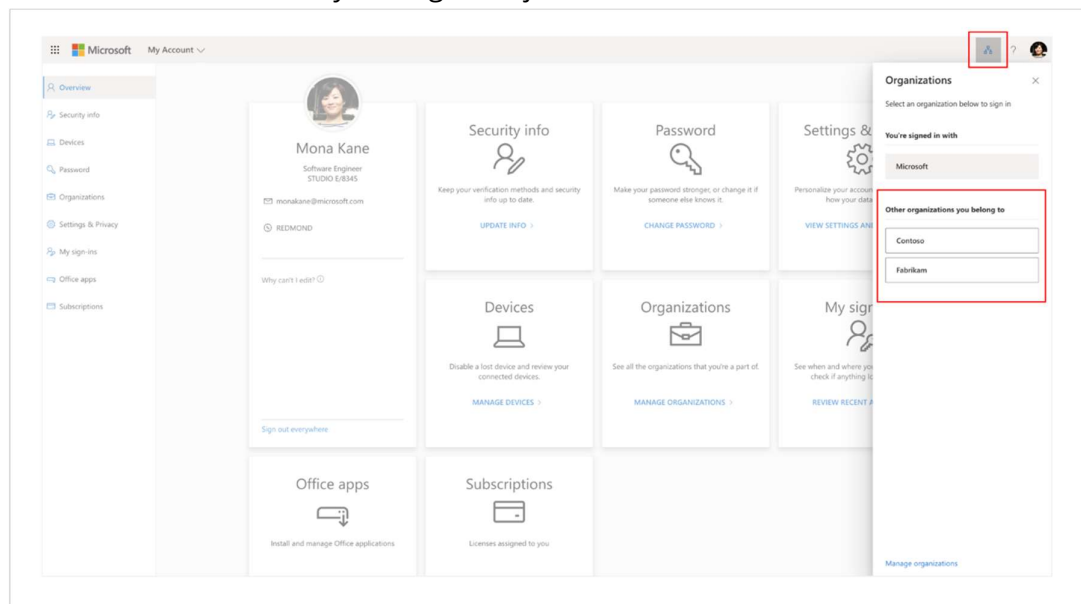 Microsoft My Account
?
Overview
Security info
Devices
Password
Organizations
Settings & Privacy
My sign-ins
Office apps
Subscriptions
Mona Kane
Software Engineer
STUDIO E/8345
monakane@microsoft.com
REDMOND
Why can't I edit?
Sign out everywhere
Security info
Keep your verification methods and security
info up to date.
UPDATE INFO >
Password
Make your password stronger, or change it if
someone else knows it.
CHANGE PASSWORD >
Settings &
Personalize your accoun
how your data
VIEW SETTINGS AN
Devices
Disable a lost device and review your
connected devices.
MANAGE DEVICES >
Organizations
See all the organizations that you're a part of.
MANAGE ORGANIZATIONS >
My sign
See when and where yo
check if anything lo
REVIEW RECENT A
Office apps
Install and manage Office applications
Subscriptions
Licenses assigned to you
Organizations
Select an organization below to sign in
You're signed in with
Microsoft
Other organizations you belong to
Contoso
Fabrikam
Manage organizations